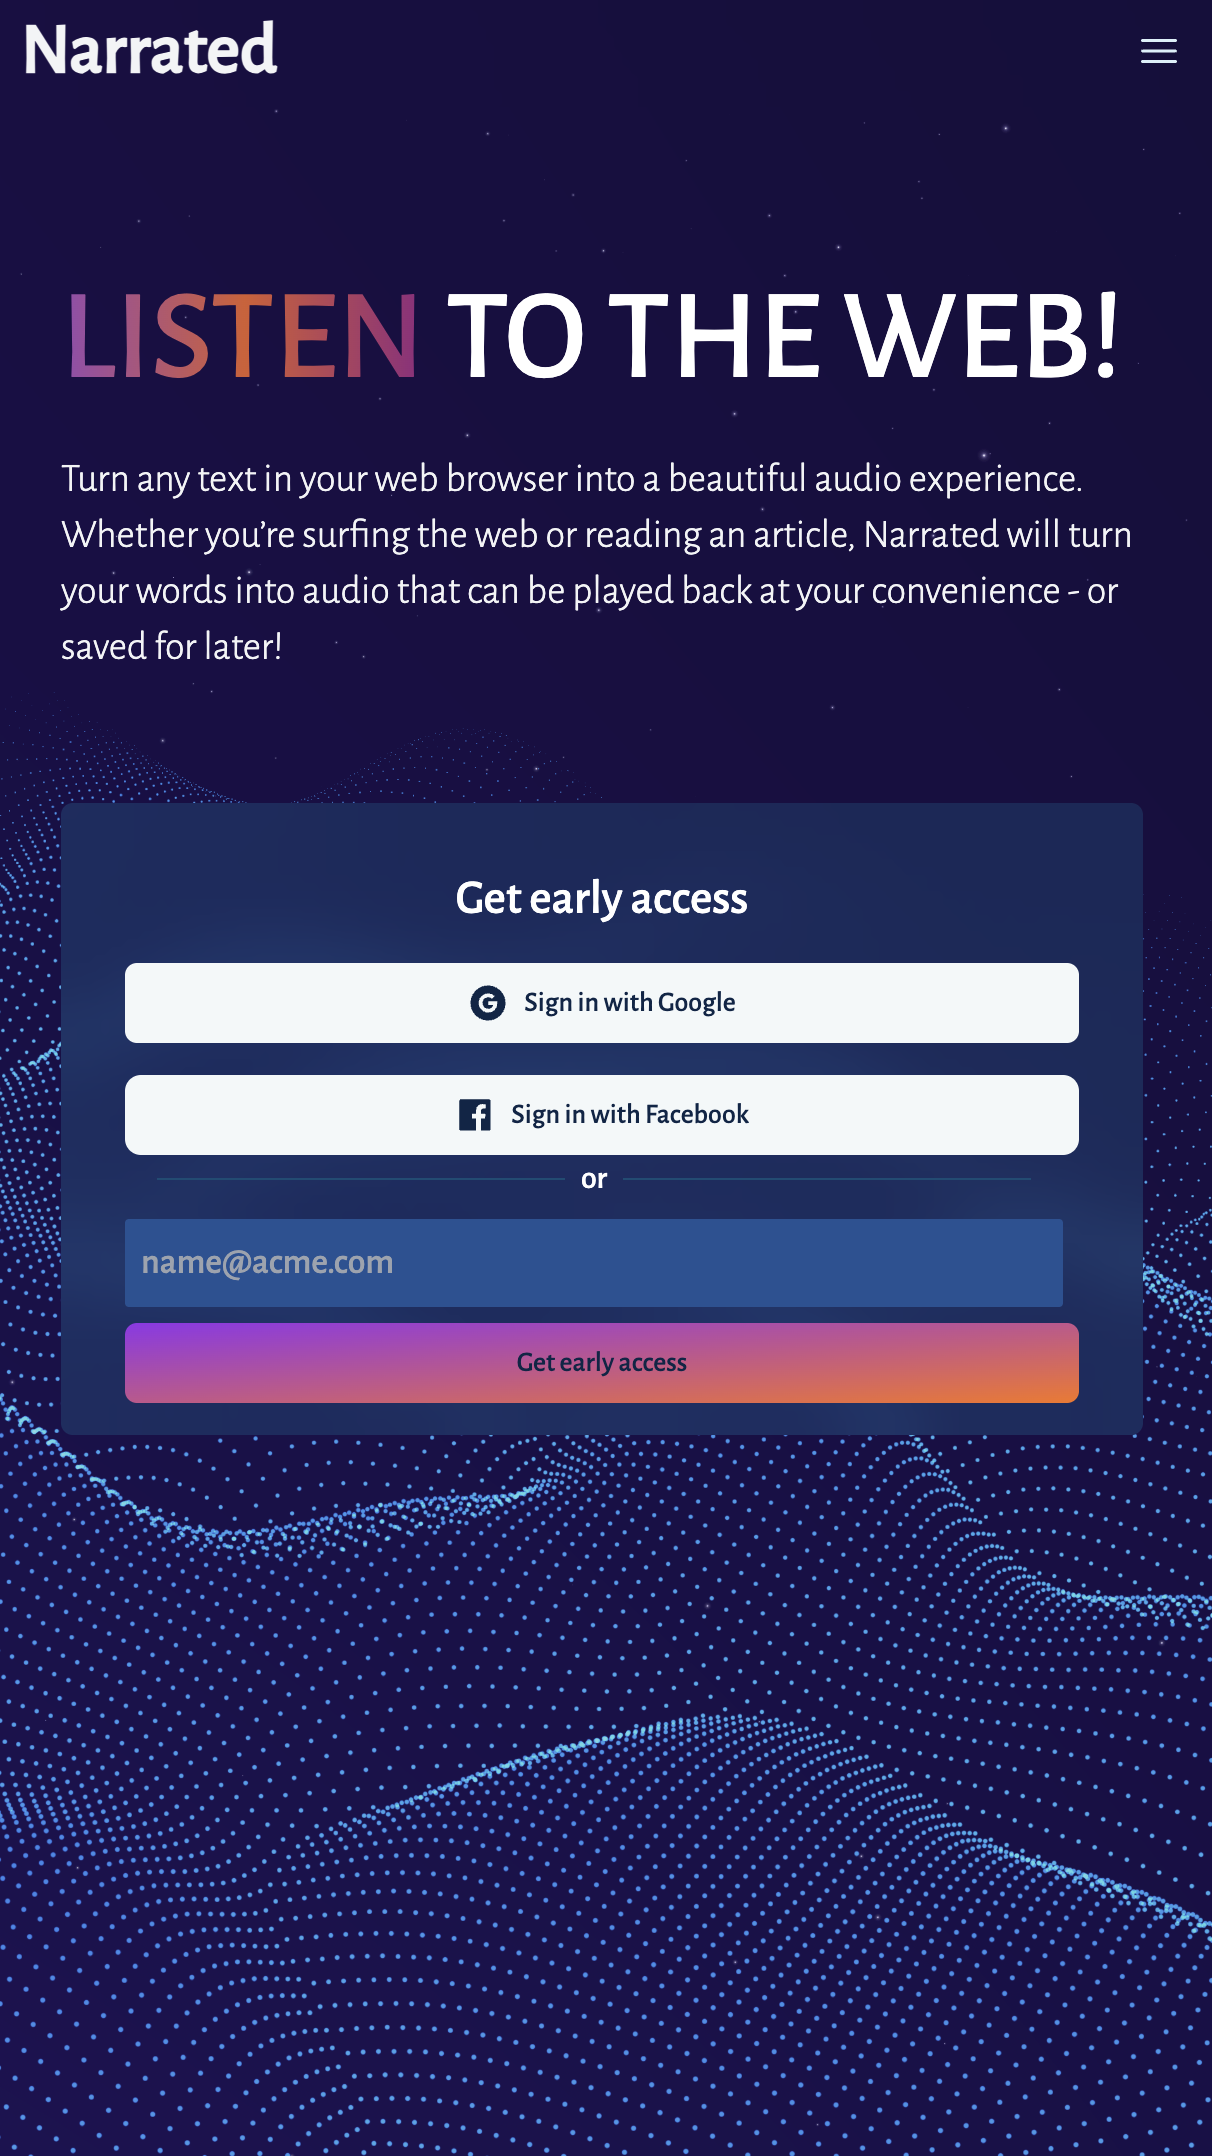 Narrated
LISTEN TO THE WEB!
Turn any text in your web browser into a beautiful audio experience.
Whether you’re surfing the web or reading an article, Narrated will turn
your words into audio that can be played back at your convenience - or
saved for later!
Get early access
Sign in with Google
Sign in with Facebook
or
name@acme.com
Get early access